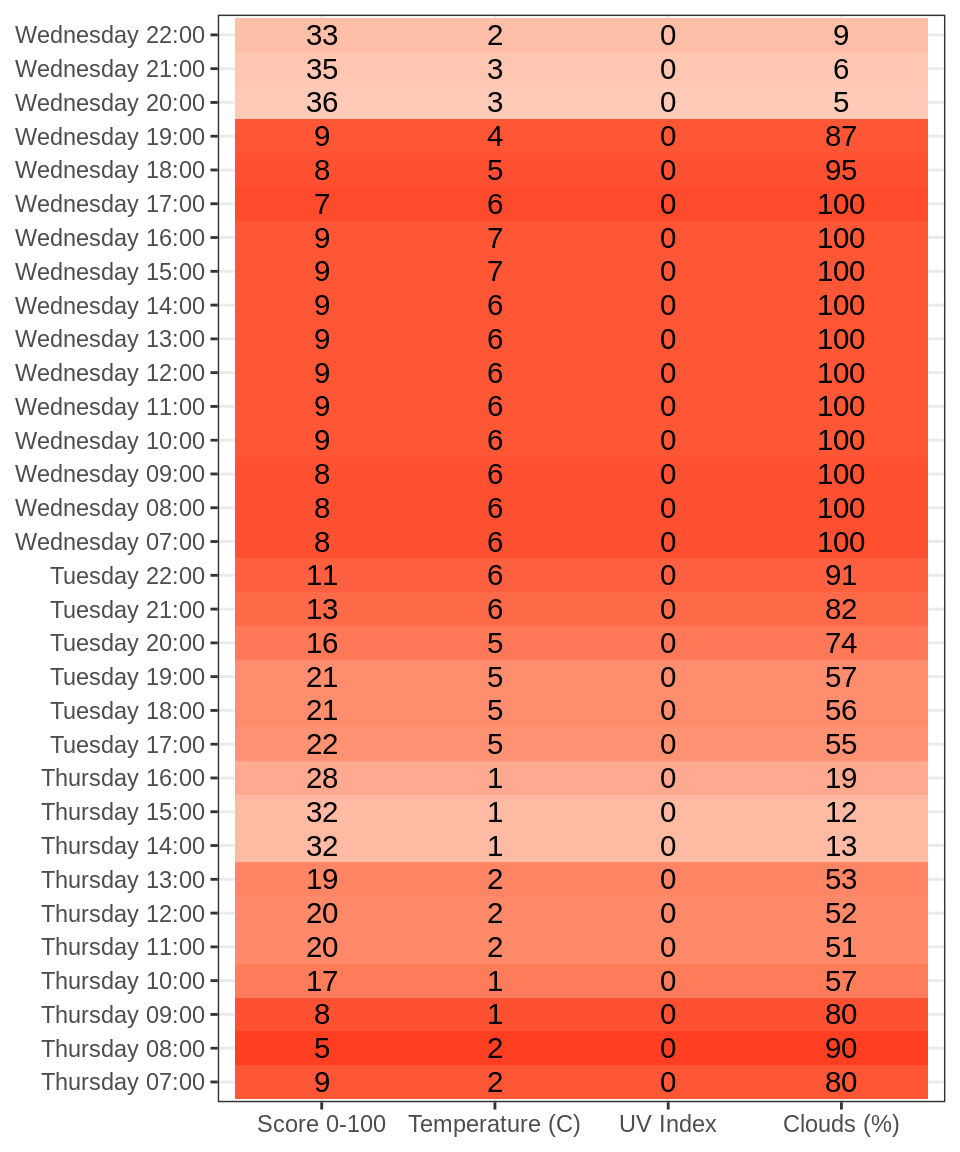 Wednesday 22:00 33 2 0 9
Wednesday 21:00 35 3 0 6
Wednesday 20:00 36 3 0 5
Wednesday 19:00 9 4 0 87
Wednesday 18:00 8 5 0 95
Wednesday 17:00 7 6 0 100
Wednesday 16:00 9 7 0 100
Wednesday 15:00 9 7 0 100
Wednesday 14:00 9 6 0 100
Wednesday 13:00 9 6 0 100
Wednesday 12:00 9 6 0 100
Wednesday 11:00 9 6 0 100
Wednesday 10:00 9 6 0 100
Wednesday 09:00 8 6 0 100
Wednesday 08:00 8 6 0 100
Wednesday 07:00 8 6 0 100
Tuesday 22:00 11 6 0 91
Tuesday 21:00 13 6 0 82
Tuesday 20:00 16 5 0 74
Tuesday 19:00 21 5 0 57
Tuesday 18:00 21 5 0 56
Tuesday 17:00 22 5 0 55
Thursday 16:00 28 1 0 19
Thursday 15:00 32 1 0 12
Thursday 14:00 32 1 0 13
Thursday 13:00 19 2 0 53
Thursday 12:00 20 2 0 52
Thursday 11:00 20 2 0 51
Thursday 10:00 17 1 0 57
Thursday 09:00 8 1 0 80
Thursday 08:00 5 2 0 90
Thursday 07:00 9 2 0 80
Score 0-100 Temperature (C) UV Index Clouds (%)